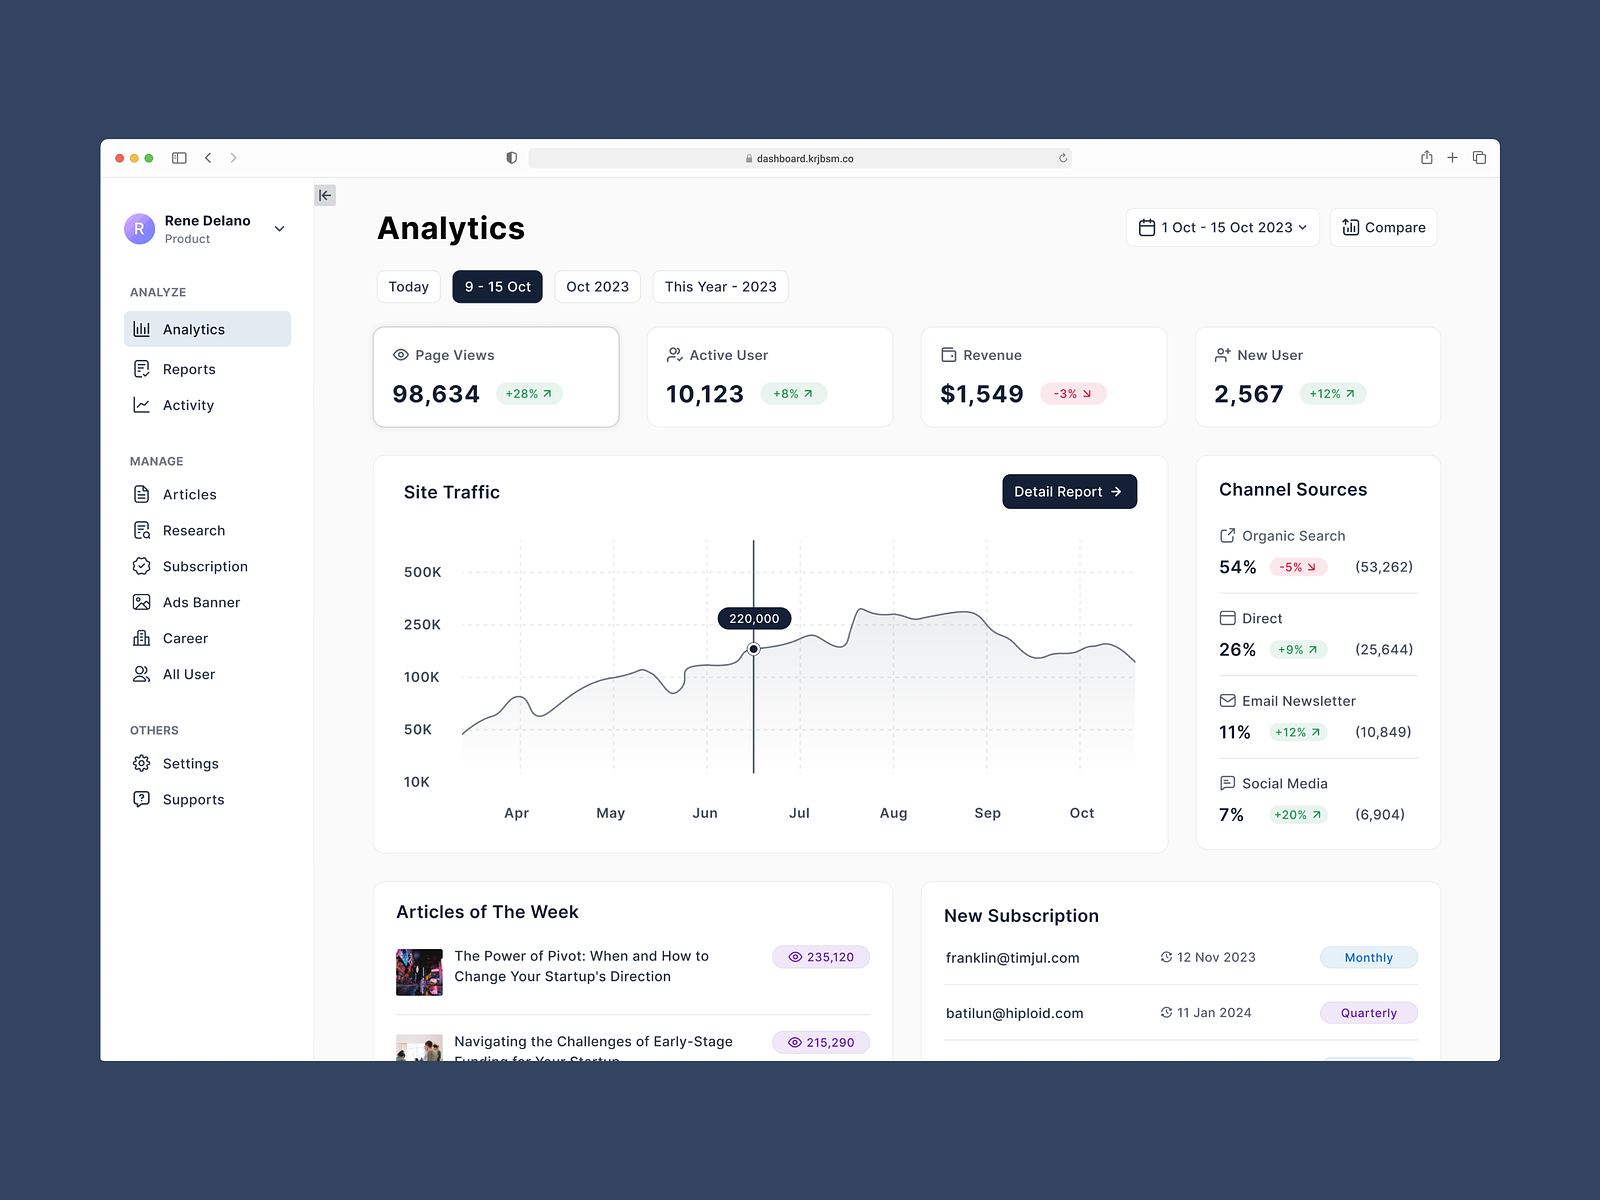 dashboard.krjbsm.co
R
Rene Delano
Product
ANALYZE
Analytics
Reports
Activity
MANAGE
Articles
Research
Subscription
Ads Banner
Career
All User
OTHERS
Settings
Supports
Analytics
1 Oct - 15 Oct 2023
Compare
Today
9 - 15 Oct
Oct 2023
This Year - 2023
Page Views
98,634
+28%
Active User
10,123
+8%
Revenue
$1,549
-3%
New User
2,567
+12%
Site Traffic
Detail Report
500K
250K
100K
50K
10K
220,000
Apr
May
Jun
Jul
Aug
Sep
Oct
Channel Sources
Organic Search
54%
-5%
(53,262)
Direct
26%
+9%
(25,644)
Email Newsletter
11%
+12%
(10,849)
Social Media
7%
+20%
(6,904)
Articles of The Week
The Power of Pivot: When and How to
Change Your Startup's Direction
235,120
Navigating the Challenges of Early-Stage
Funding for Your Startup
215,290
New Subscription
franklin@timjul.com
12 Nov 2023
Monthly
batilun@hiploid.com
11 Jan 2024
Quarterly